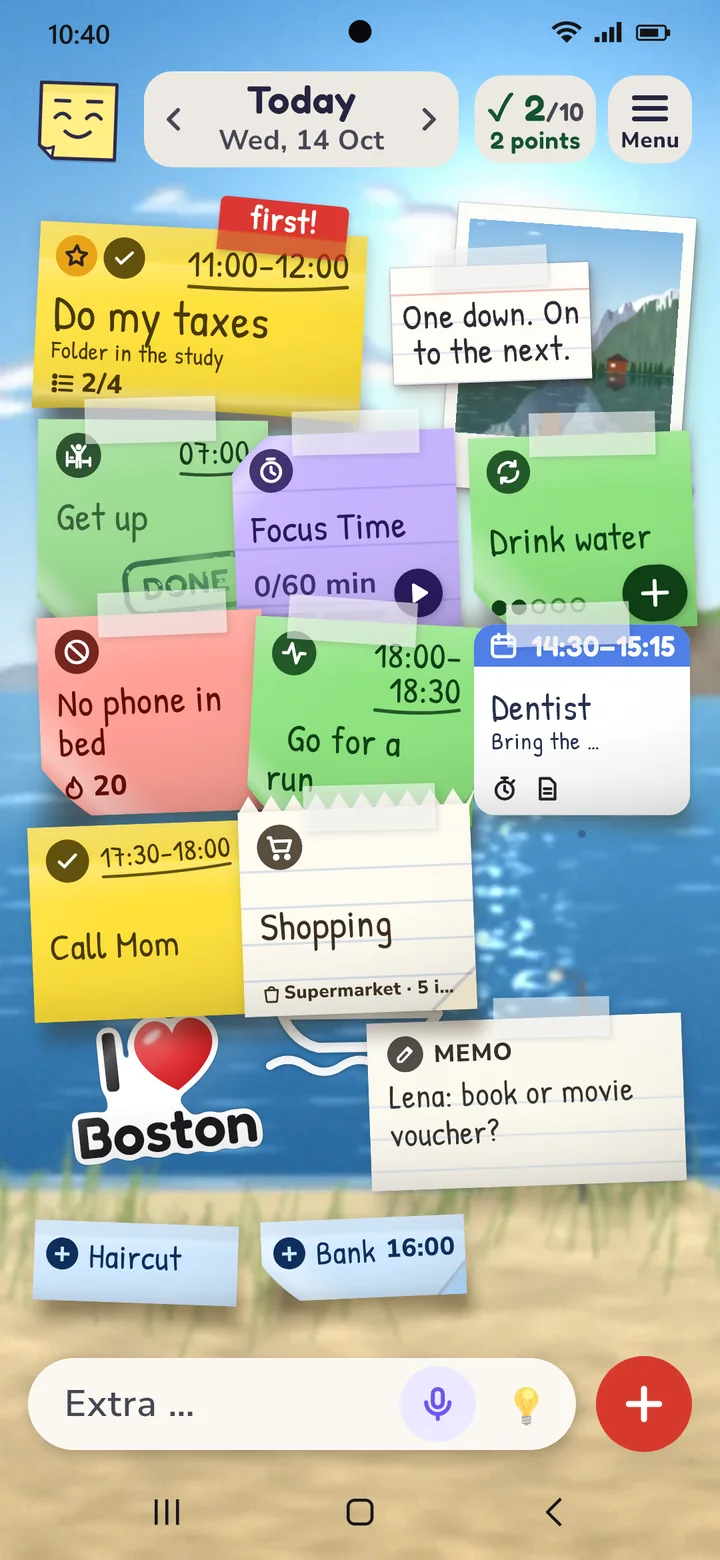 10:40
Today
Wed, 14 Oct
2/10
2 points
Menu
first!
11:00–12:00
Do my taxes
Folder in the study
2/4
One down. On
to the next.
07:00
Get up
DONE
Focus Time
0/60 min
Drink water
No phone in
bed
20
18:00–
18:30
Go for a
run
14:30–15:15
Dentist
Bring the ...
17:30–18:00
Call Mom
Shopping
Supermarket · 5 i...
I
Boston
MEMO
Lena: book or movie
voucher?
Haircut
Bank 16:00
Extra ...